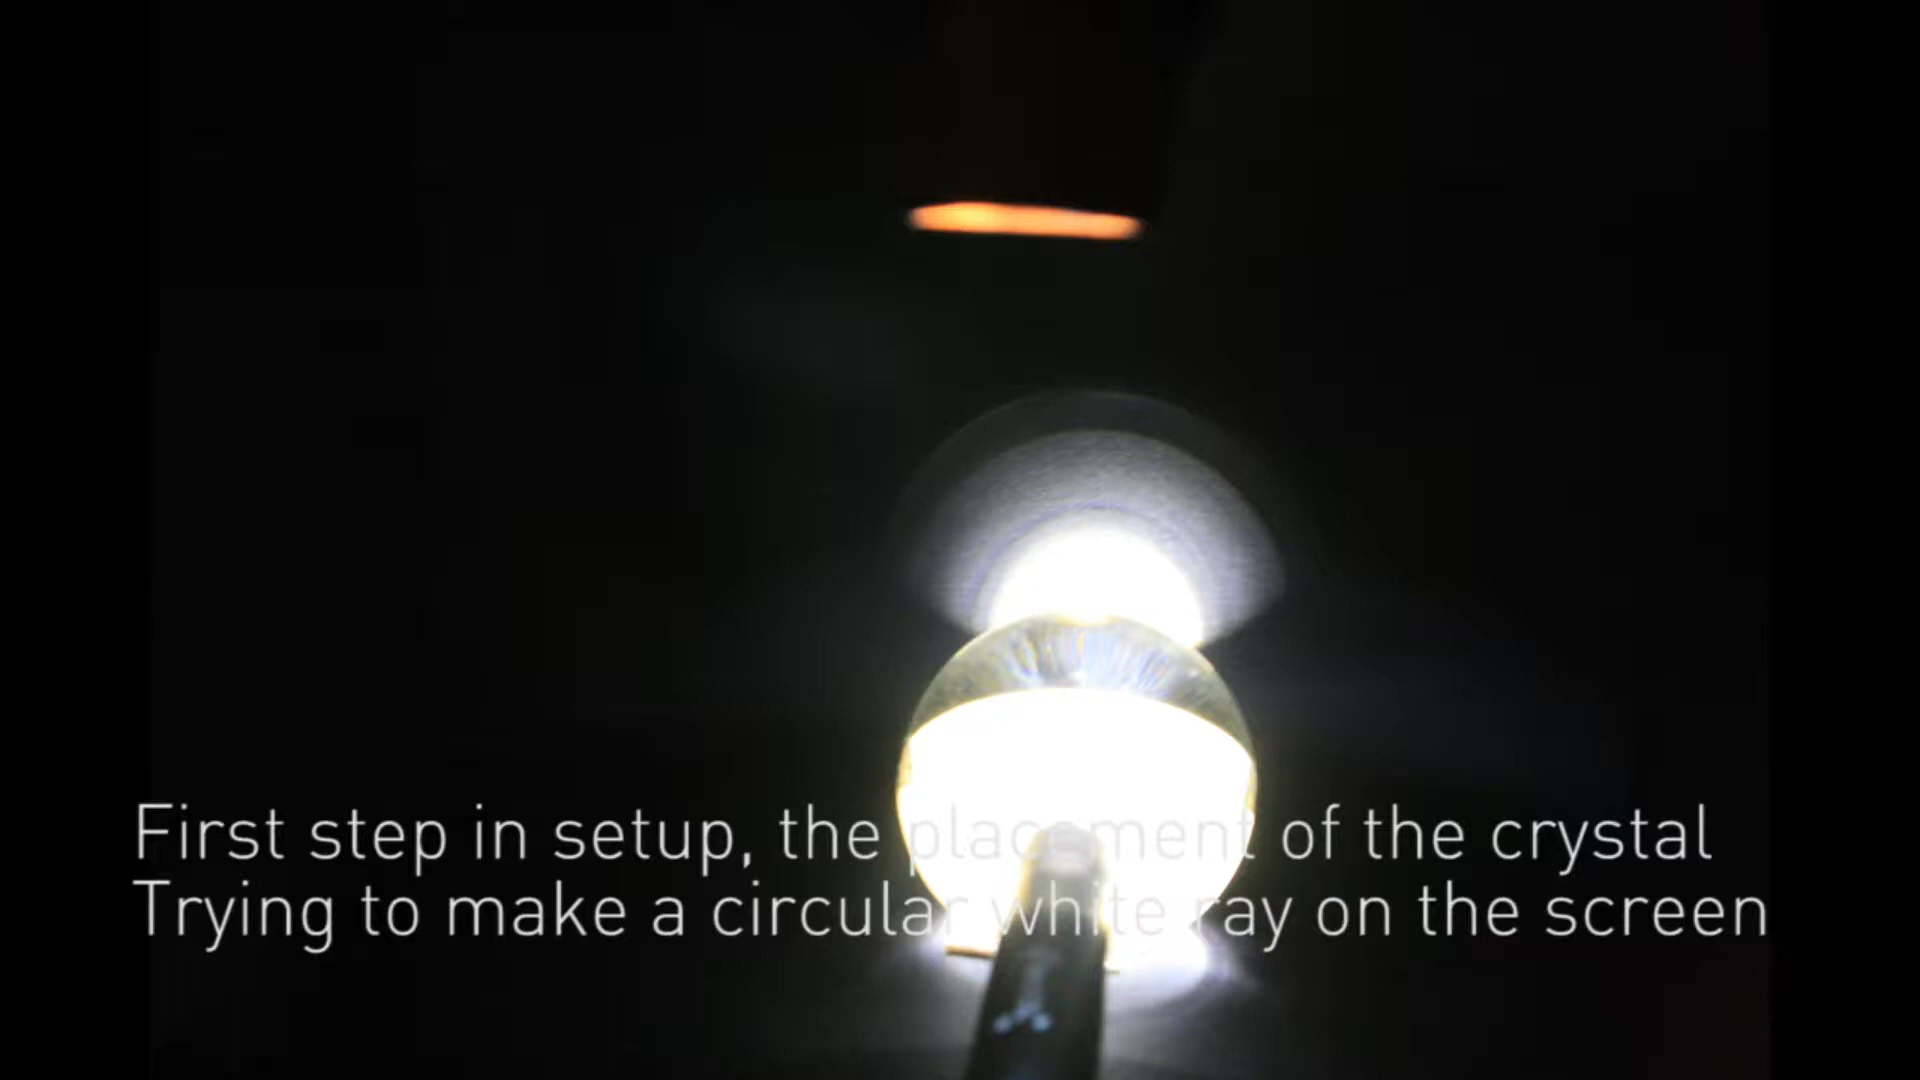 First step in setup, the placement of the crystal
Trying to make a circular white ray on the screen